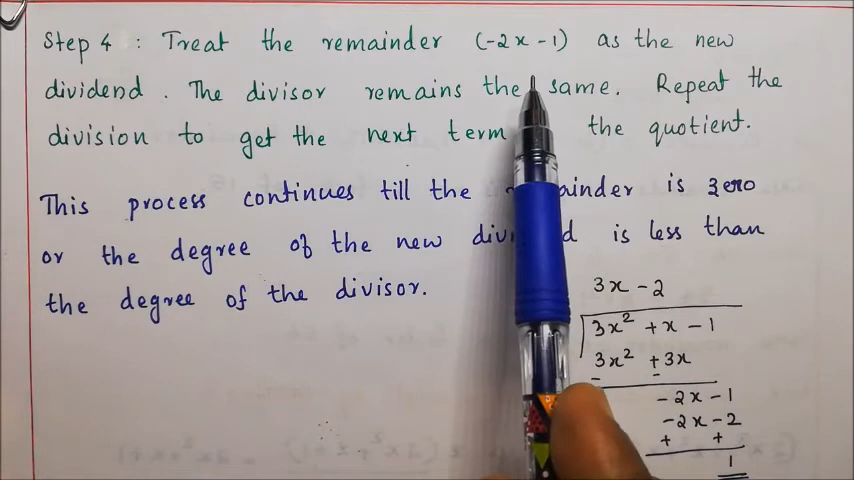 Step 4 : Treat the remainder (-2x - 1) as the new
dividend . The divisor remains the same. Repeat the
division to get the next term the quotient.
This process continues till the ainder is zero
or the degree of the new div d is less than
the degree of the divisor.
3x - 2
3x² + x - 1
3x² + 3x
- -
-2x - 1
-2x - 2
+ +
1